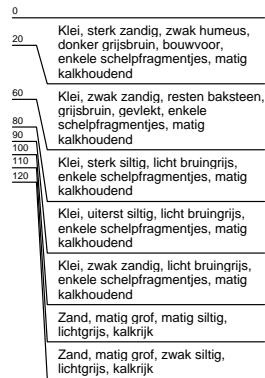 0
Klei, sterk zandig, zwak humeus,
20
donker grijsbruin, bouwvoor,
enkele schelpfragmentjes, matig
kalkhoudend
60
Klei, zwak zandig, resten baksteen,
grijsbruin, gevlekt, enkele
schelpfragmentjes, matig
kalkhoudend
80
90
100
110
120
Klei, sterk siltig, licht bruingrijs,
enkele schelpfragmentjes, matig
kalkhoudend
Klei, uiterst siltig, licht bruingrijs,
enkele schelpfragmentjes, matig
kalkhoudend
Klei, zwak zandig, licht bruingrijs,
enkele schelpfragmentjes, matig
kalkhoudend
Zand, matig grof, matig siltig,
lichtgrijs, kalkrijk
Zand, matig grof, zwak siltig,
lichtgrijs, kalkrijk